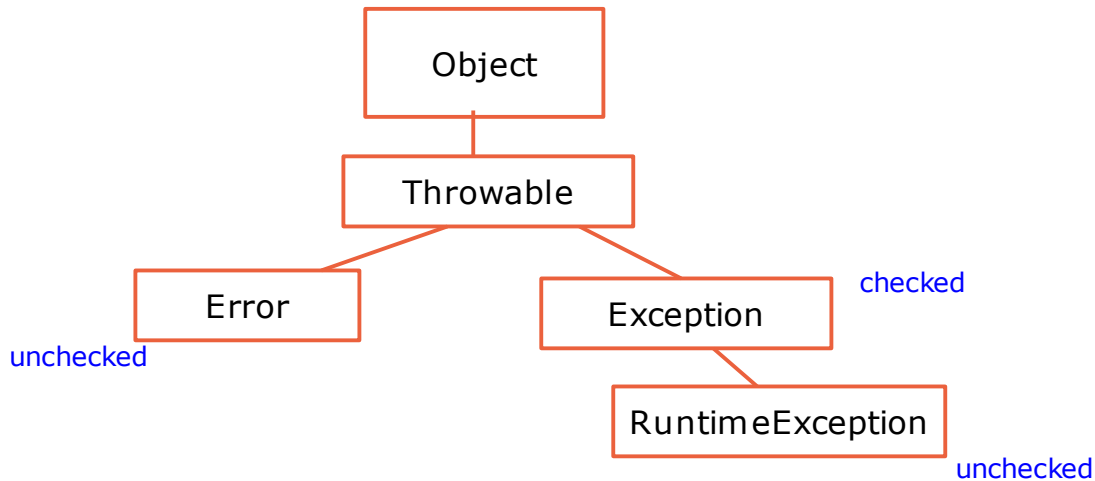 Object
Throwable
Error
checked
Exception
unchecked
RuntimeException
unchecked